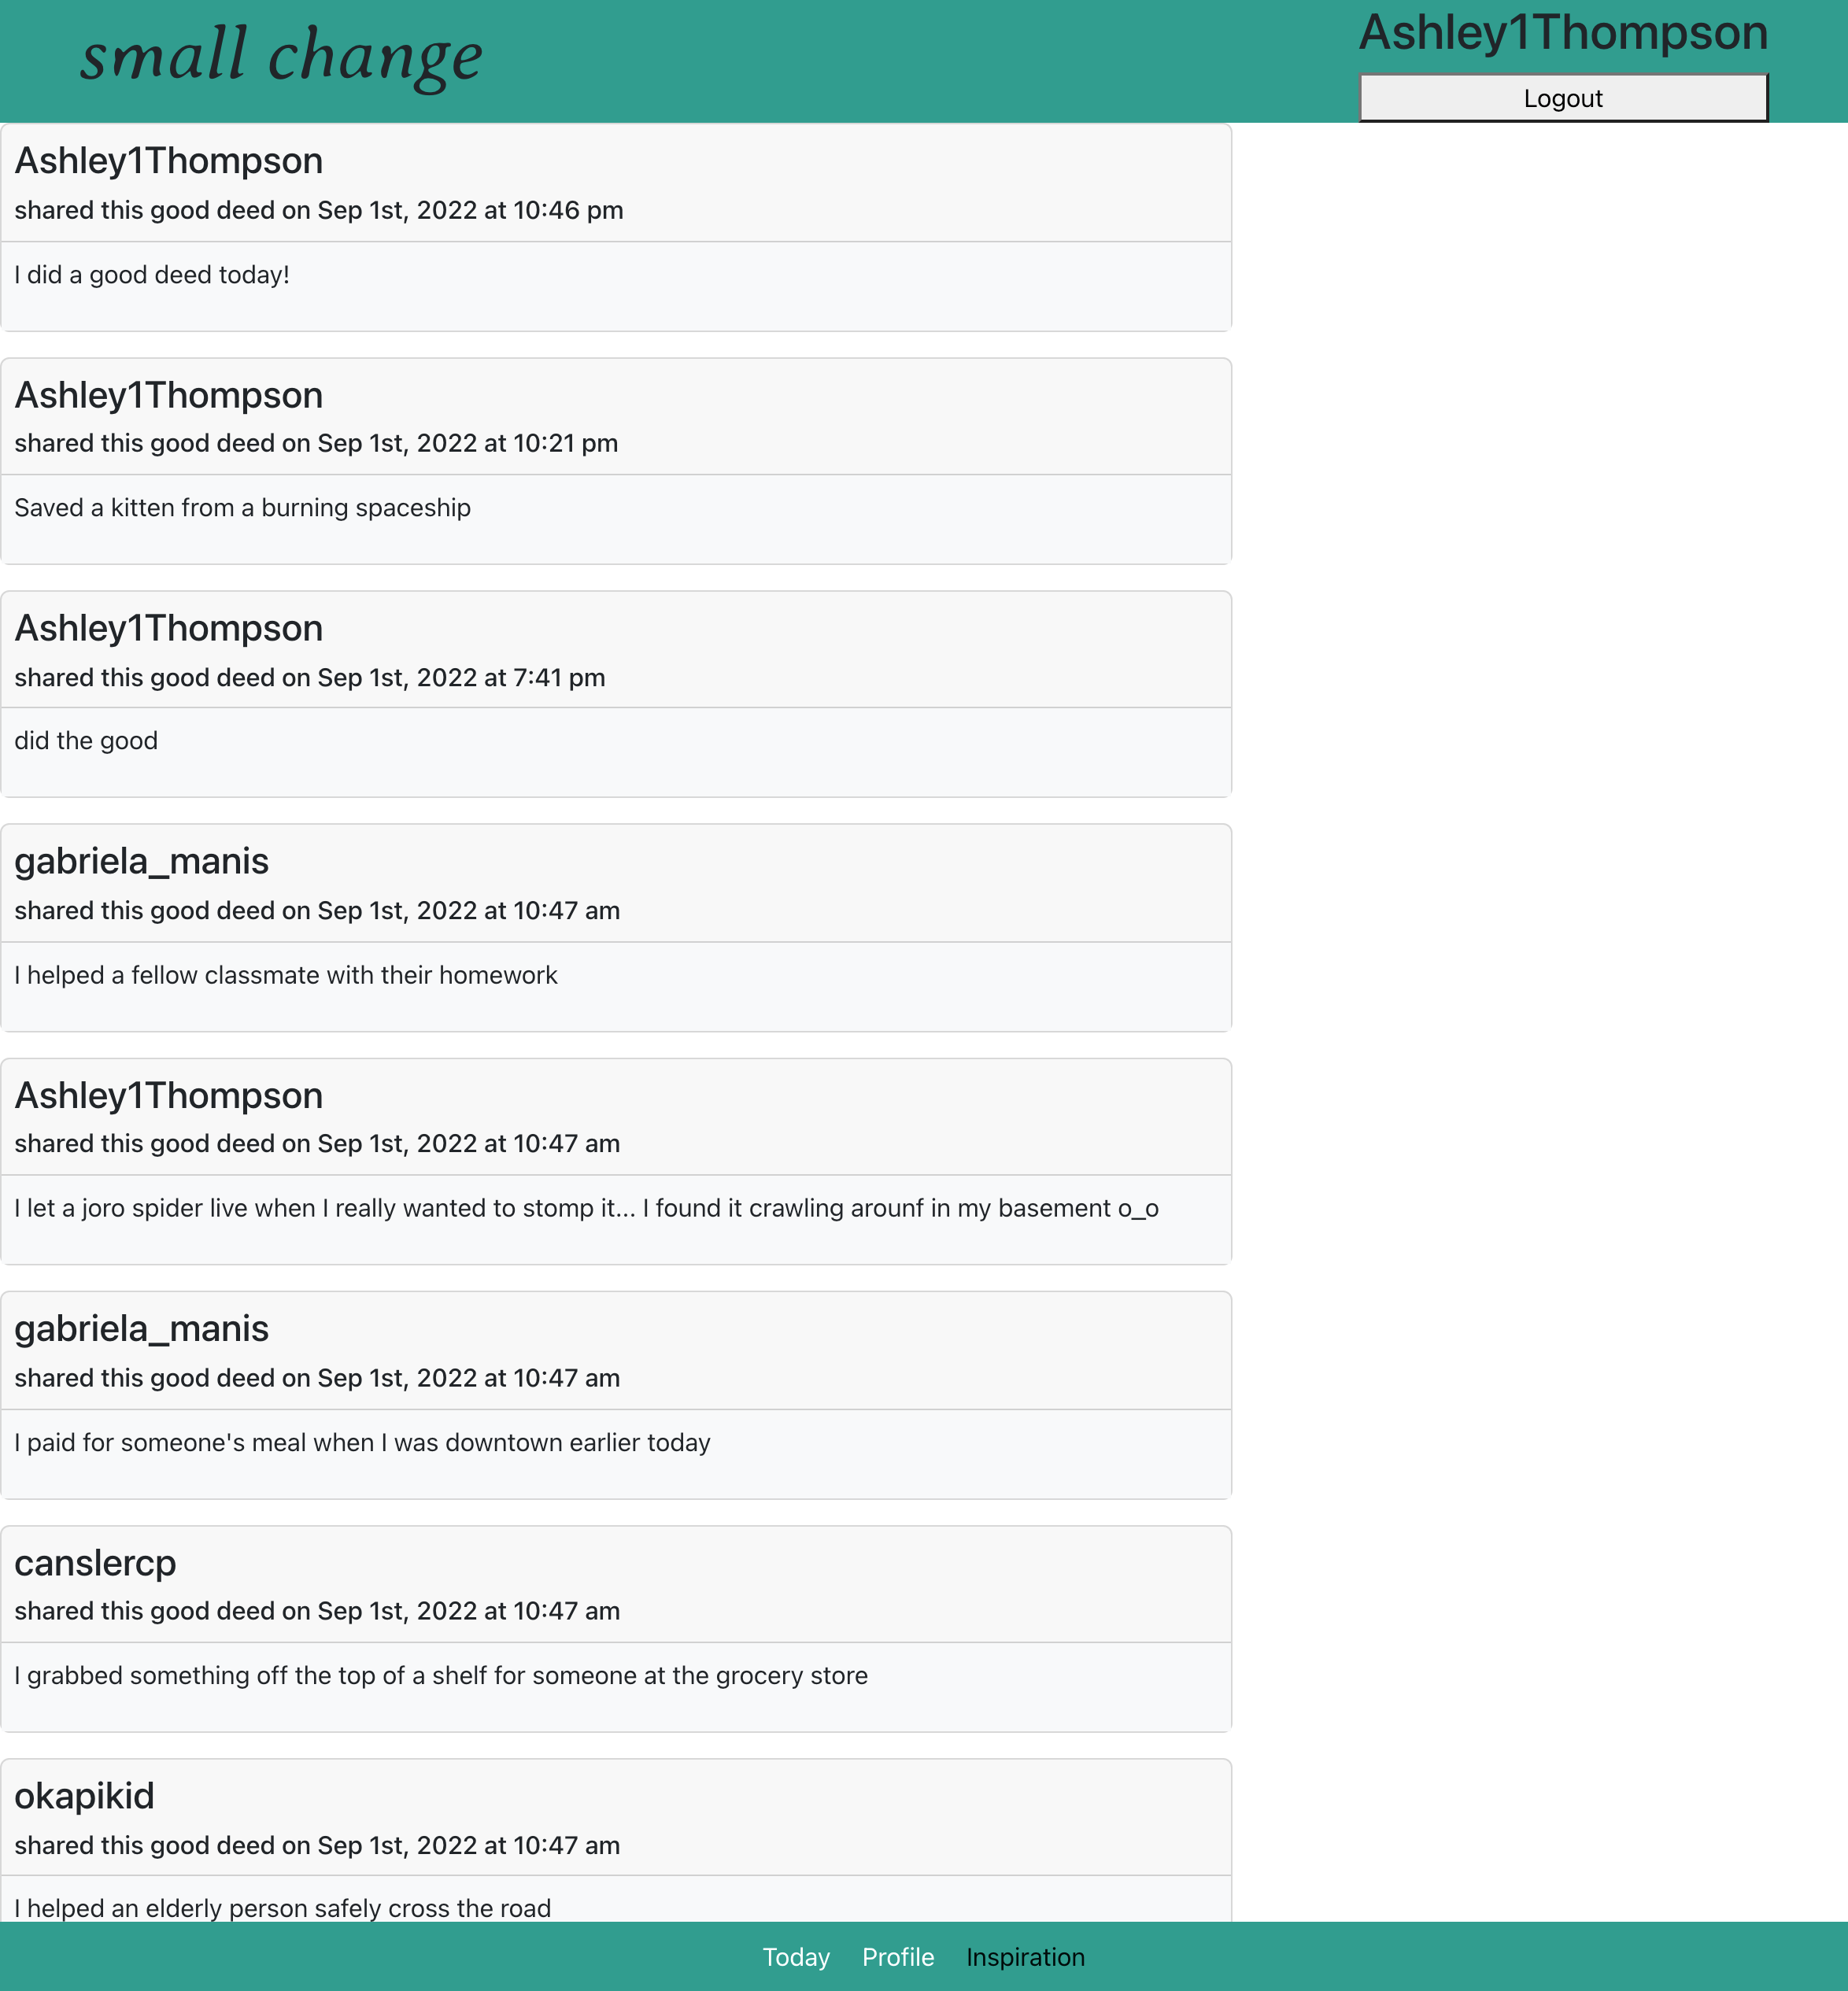 small change
Ashley1Thompson
Logout
Ashley1Thompson
shared this good deed on Sep 1st, 2022 at 10:46 pm
I did a good deed today!
Ashley1Thompson
shared this good deed on Sep 1st, 2022 at 10:21 pm
Saved a kitten from a burning spaceship
Ashley1Thompson
shared this good deed on Sep 1st, 2022 at 7:41 pm
did the good
gabriela_manis
shared this good deed on Sep 1st, 2022 at 10:47 am
I helped a fellow classmate with their homework
Ashley1Thompson
shared this good deed on Sep 1st, 2022 at 10:47 am
I let a joro spider live when I really wanted to stomp it... I found it crawling arounf in my basement o_o
gabriela_manis
shared this good deed on Sep 1st, 2022 at 10:47 am
I paid for someone's meal when I was downtown earlier today
canslercp
shared this good deed on Sep 1st, 2022 at 10:47 am
I grabbed something off the top of a shelf for someone at the grocery store
okapikid
shared this good deed on Sep 1st, 2022 at 10:47 am
I helped an elderly person safely cross the road
Today Profile Inspiration